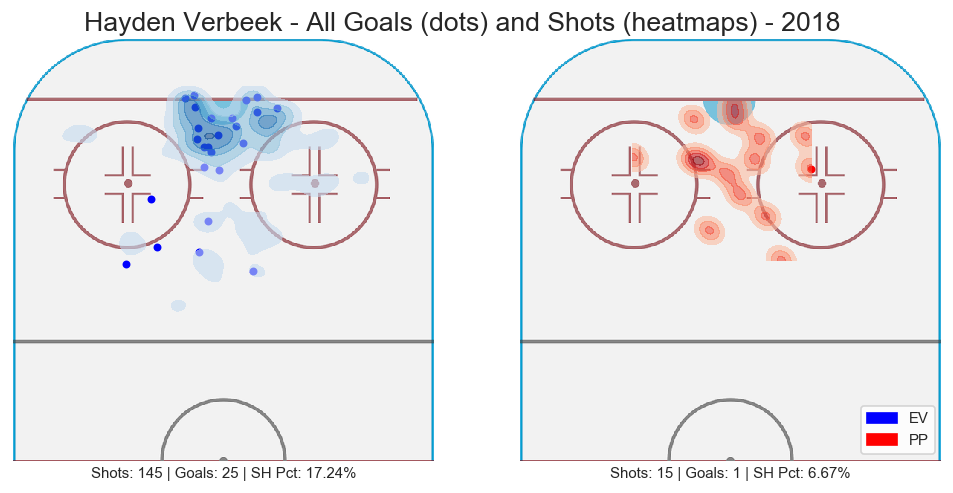 Hayden Verbeek - All Goals (dots) and Shots (heatmaps) - 2018
EV
PP
Shots: 145 | Goals: 25 | SH Pct: 17.24%
Shots: 15 | Goals: 1 | SH Pct: 6.67%